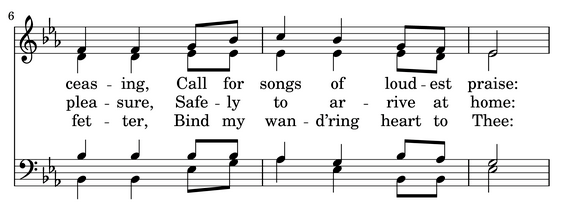 6
ceas - ing, Call for songs of loud - est praise:
plea - sure, Safe - ly to ar - rive at home:
fet - ter, Bind my wan - d’ring heart to Thee: